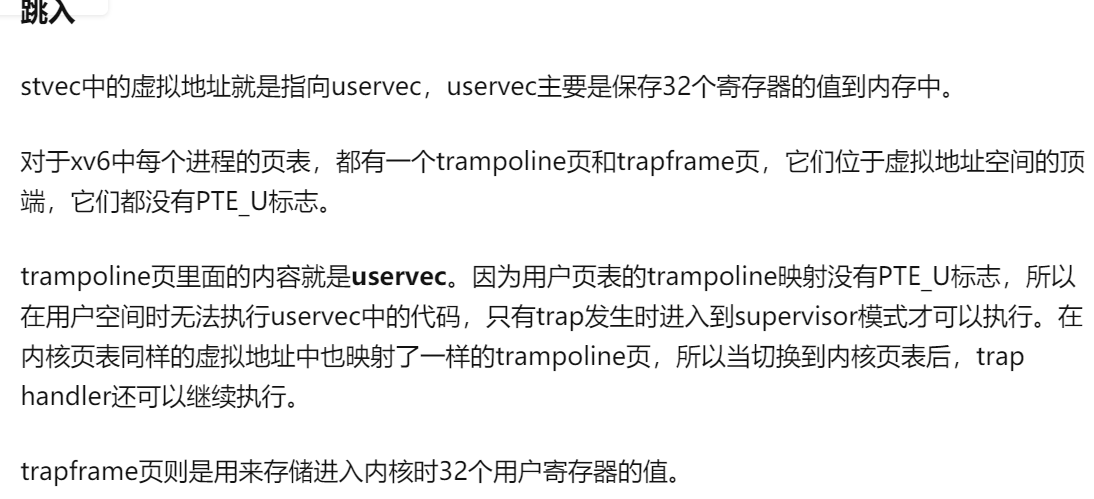 跳入
stvec中的虚拟地址就是指向uservec，uservec主要是保存32个寄存器的值到内存中。
对于xv6中每个进程的页表，都有一个trampoline页和trapframe页，它们位于虚拟地址空间的顶
端，它们都没有PTE_U标志。
trampoline页里面的内容就是uservec。因为用户页表的trampoline映射没有PTE_U标志，所以
在用户空间时无法执行uservec中的代码，只有trap发生时进入到supervisor模式才可以执行。在
内核页表同样的虚拟地址中也映射了一样的trampoline页，所以当切换到内核页表后，trap
handler还可以继续执行。
trapframe页则是用来存储进入内核时32个用户寄存器的值。